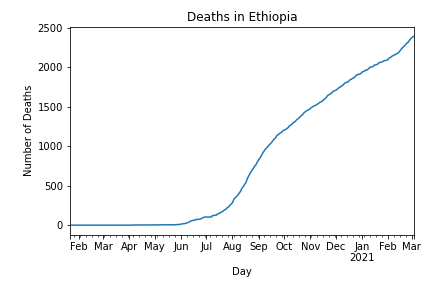 Deaths in Ethiopia
Number of Deaths
2500
2000
1500
1000
500
0
Feb Mar Apr May Jun Jul Aug Sep Oct Nov Dec Jan Feb Mar
2021
Day